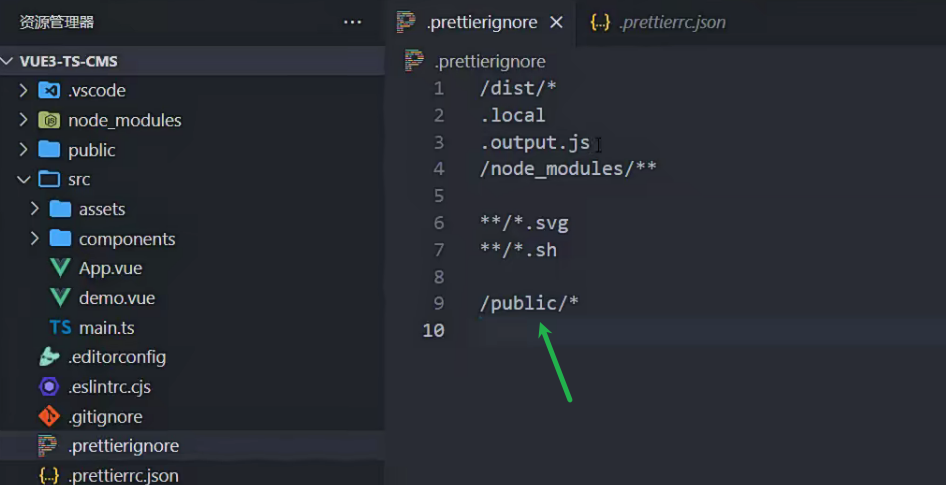 资源管理器 ...
VUE3-TS-CMS
.vscode
node_modules
public
src
assets
components
App.vue
demo.vue
TS main.ts
.editorconfig
.eslintrc.cjs
.gitignore
.prettierignore
{..} .prettierrc.json
.prettierignore {..} .prettierrc.json
.prettierignore
1 /dist/*
2 .local
3 .output.js
4 /node_modules/**
5
6 **/*.svg
7 **/*.sh
8
9 /public/*
10